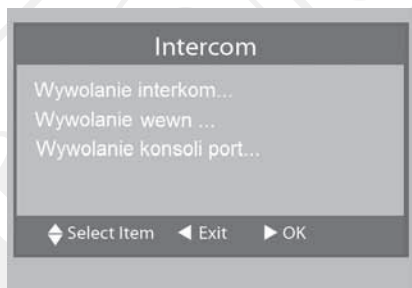 Intercom
Wywolanie interkom...
Wywolanie wewn ...
Wywolanie konsoli port...
Select Item Exit OK